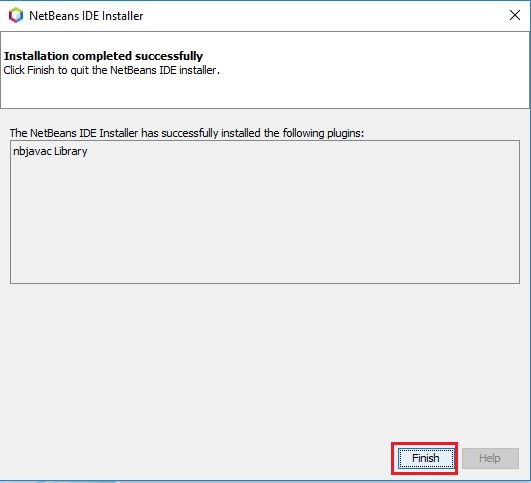 NetBeans IDE Installer
Installation completed successfully
Click Finish to quit the NetBeans IDE installer.
The NetBeans IDE Installer has successfully installed the following plugins:
nbjavac Library
Finish
Help